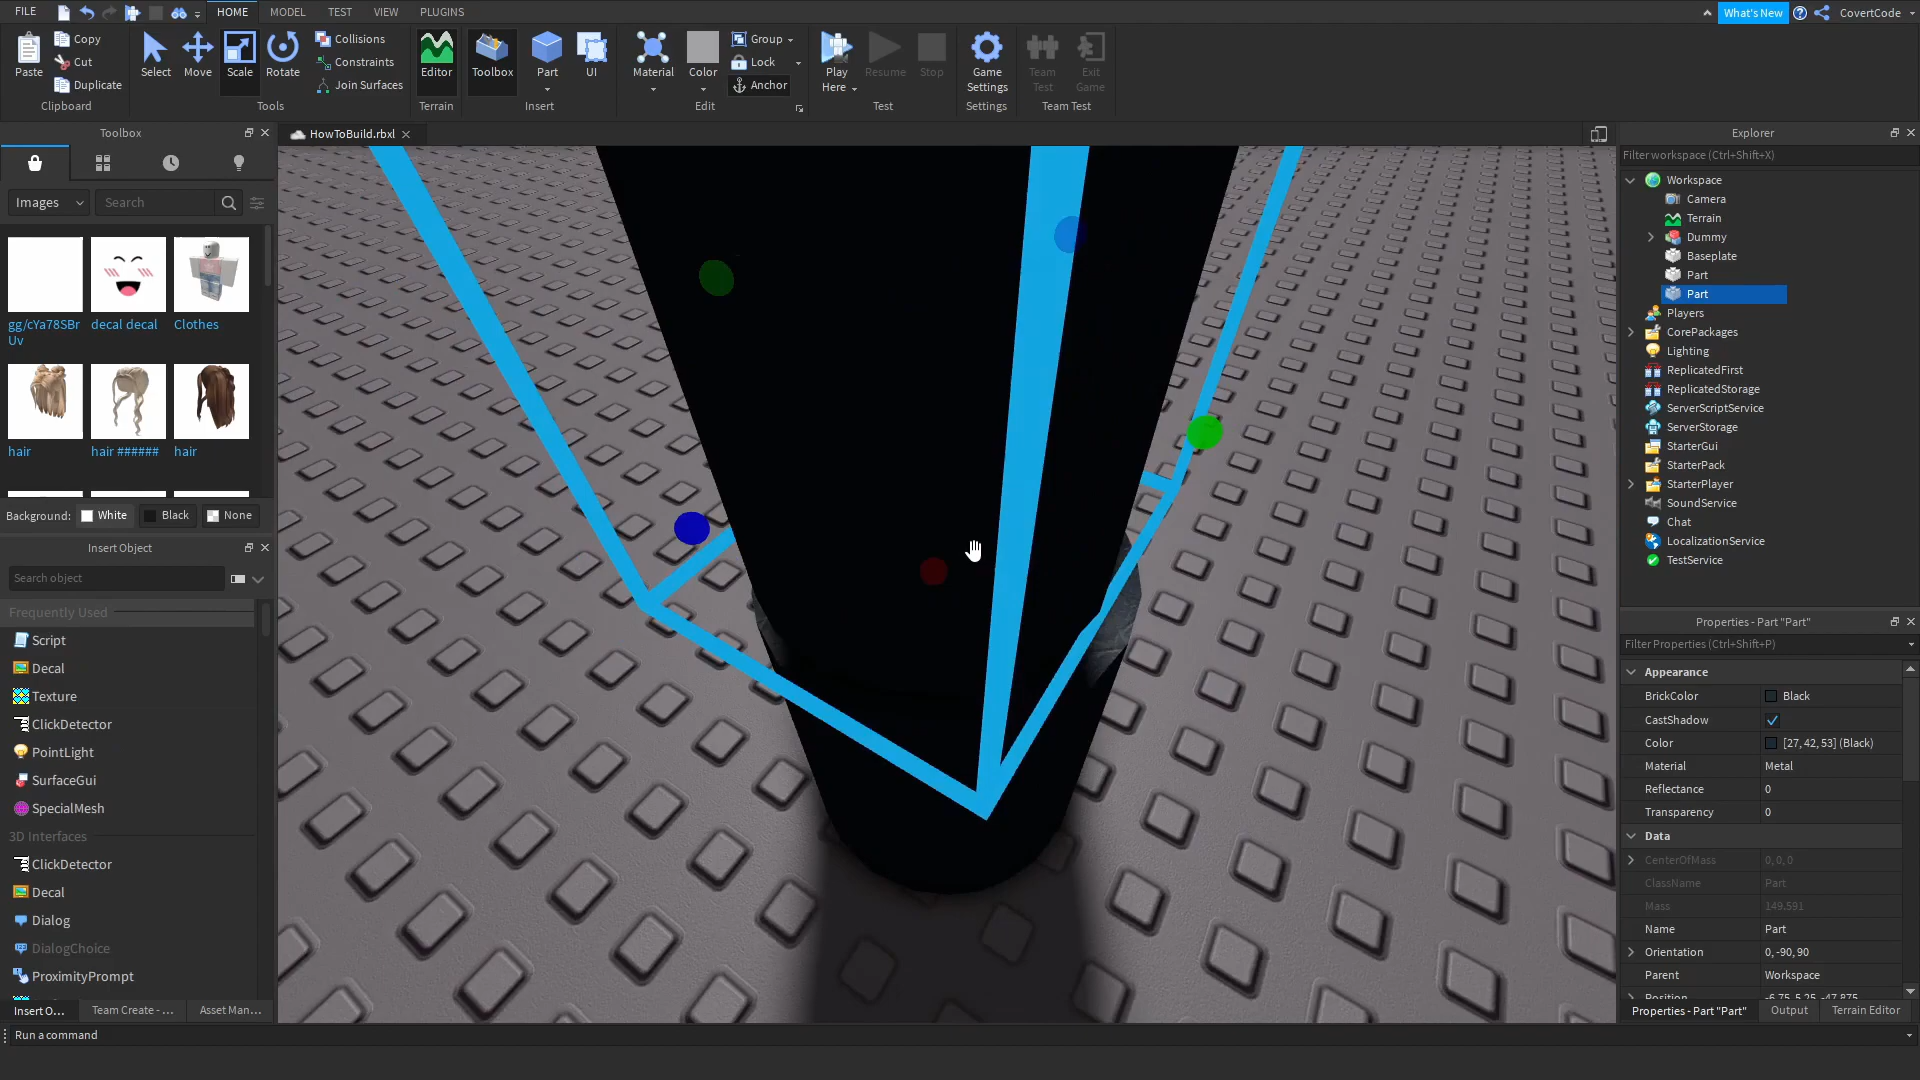 FILE
HOME
MODEL
TEST
VIEW
PLUGINS
What's New
CovertCode
Paste
Copy
Cut
Duplicate
Clipboard
Select
Move
Scale
Rotate
Collisions
Constraints
Join Surfaces
Tools
Editor
Terrain
Toolbox
Part
UI
Insert
Material
Color
Group
Lock
Anchor
Edit
Play
Here
Resume
Stop
Test
Game
Settings
Settings
Team
Test
Exit
Game
Team Test
Toolbox
Images
Search
gg/cYa78SBr
Uv
decal decal
Clothes
hair
hair ######
hair
Background:
White
Black
None
Insert Object
Search object
Frequently Used
Script
Decal
Texture
ClickDetector
PointLight
SurfaceGui
SpecialMesh
3D Interfaces
ClickDetector
Decal
Dialog
DialogChoice
ProximityPrompt
Insert O...
Team Create - ...
Asset Man...
Run a command
HowToBuild.rbxl
Explorer
Filter workspace (Ctrl+Shift+X)
Workspace
Camera
Terrain
Dummy
Baseplate
Part
Part
Players
CorePackages
Lighting
ReplicatedFirst
ReplicatedStorage
ServerScriptService
ServerStorage
StarterGui
StarterPack
StarterPlayer
SoundService
Chat
LocalizationService
TestService
Properties - Part "Part"
Filter Properties (Ctrl+Shift+P)
Appearance
BrickColor Black
CastShadow
Color [27, 42, 53] (Black)
Material Metal
Reflectance 0
Transparency 0
Data
CenterOfMass 0, 0, 0
ClassName Part
Mass 149.591
Name Part
Orientation 0, -90, 90
Parent Workspace
Position -6.75, 5.25, -47.875
Properties - Part "Part"
Output
Terrain Editor